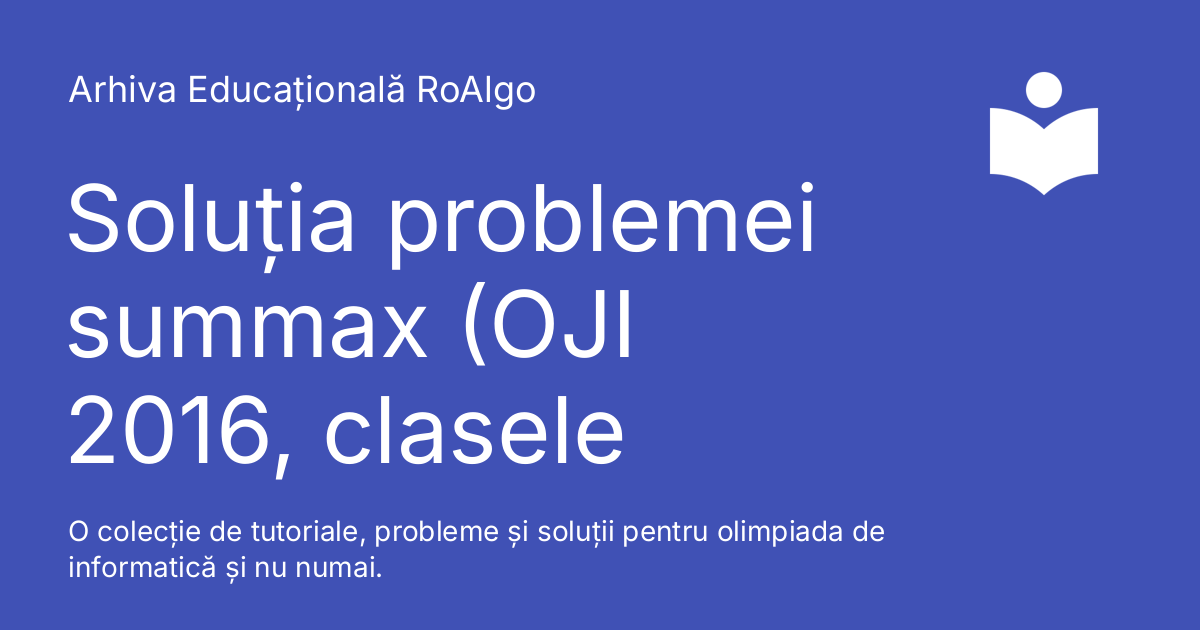 Arhiva Educațională RoAlgo
Soluția problemei
summax (OJI
2016, clasele
O colecție de tutoriale, probleme și soluții pentru olimpiada de
informatică și nu numai.